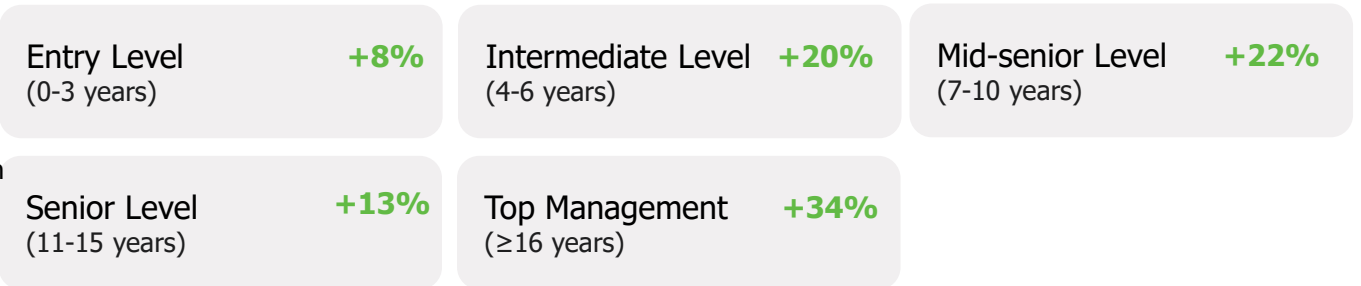 Entry Level +8%
(0-3 years)
Intermediate Level +20%
(4-6 years)
Mid-senior Level +22%
(7-10 years)
Senior Level +13%
(11-15 years)
Top Management +34%
(≥16 years)